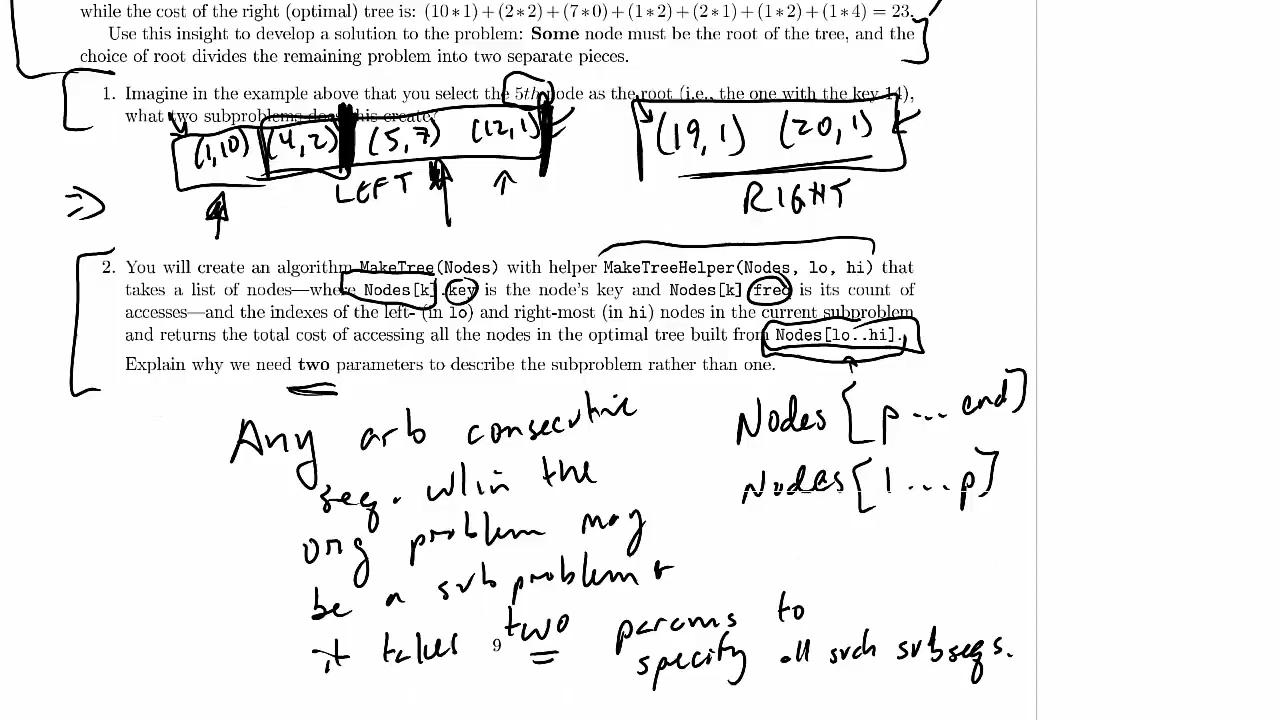 while the cost of the right (optimal) tree is: (10 * 1) + (2 * 2) + (7 * 0) + (1 * 2) + (2 * 1) + (1 * 2) + (1 * 4) = 23.
Use this insight to develop a solution to the problem: Some node must be the root of the tree, and the
choice of root divides the remaining problem into two separate pieces.
1. Imagine in the example above that you select the 5th node as the root (i.e., the one with the key 14),
what two subproblems does this create?
(1,10) (4,2) (5,7) (12,1) (19,1) (20,1)
LEFT RIGHT
2. You will create an algorithm MakeTree(Nodes) with helper MakeTreeHelper(Nodes, lo, hi) that
takes a list of nodes—where Nodes[k].key is the node's key and Nodes[k].freq is its count of
accesses—and the indexes of the left- (in lo) and right-most (in hi) nodes in the current subproblem
and returns the total cost of accessing all the nodes in the optimal tree built from Nodes[lo..hi].
Explain why we need two parameters to describe the subproblem rather than one.
Any arb consecutive
seq. w/in the
org problem may
be a subproblem +
it takes two params to
specify all such subseqs.
Nodes [p ... end]
Nodes [1 ... p]
9